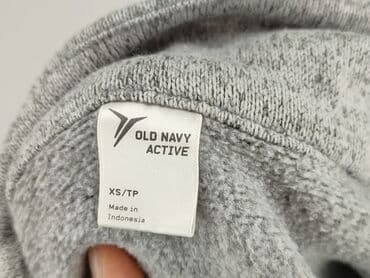 OLD NAVY
ACTIVE
XS/TP
Made in
Indonesia